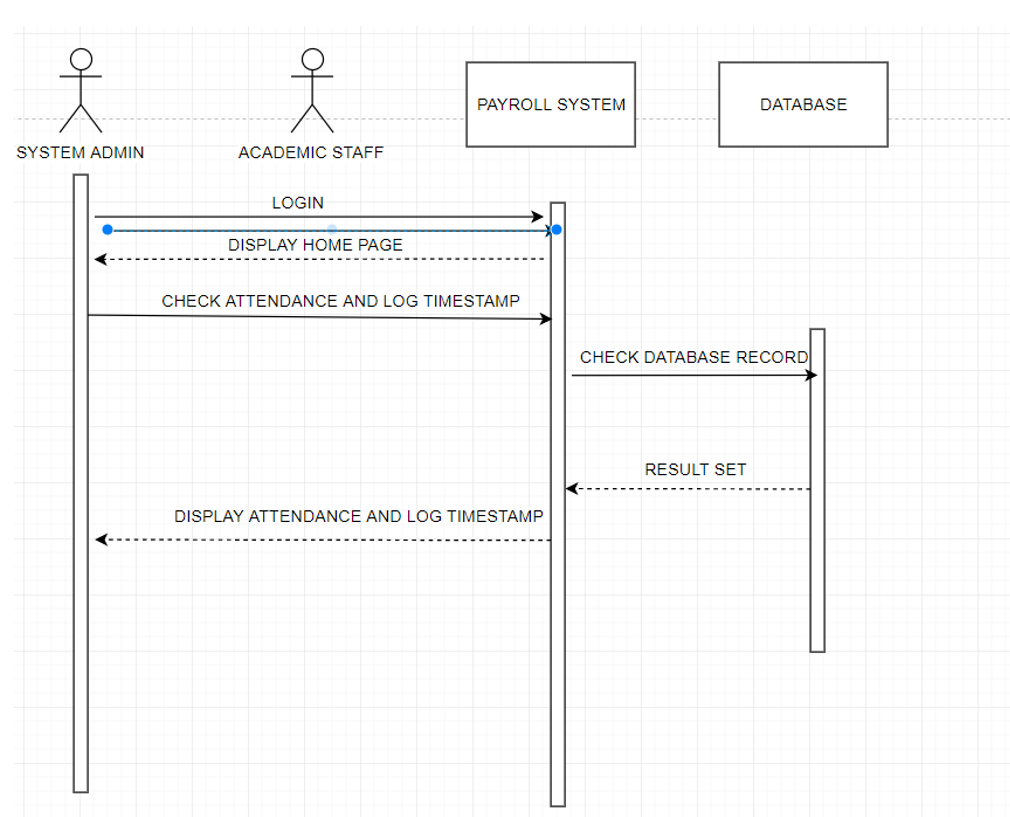 SYSTEM ADMIN
ACADEMIC STAFF
PAYROLL SYSTEM
DATABASE
LOGIN
DISPLAY HOME PAGE
CHECK ATTENDANCE AND LOG TIMESTAMP
CHECK DATABASE RECORD
RESULT SET
DISPLAY ATTENDANCE AND LOG TIMESTAMP